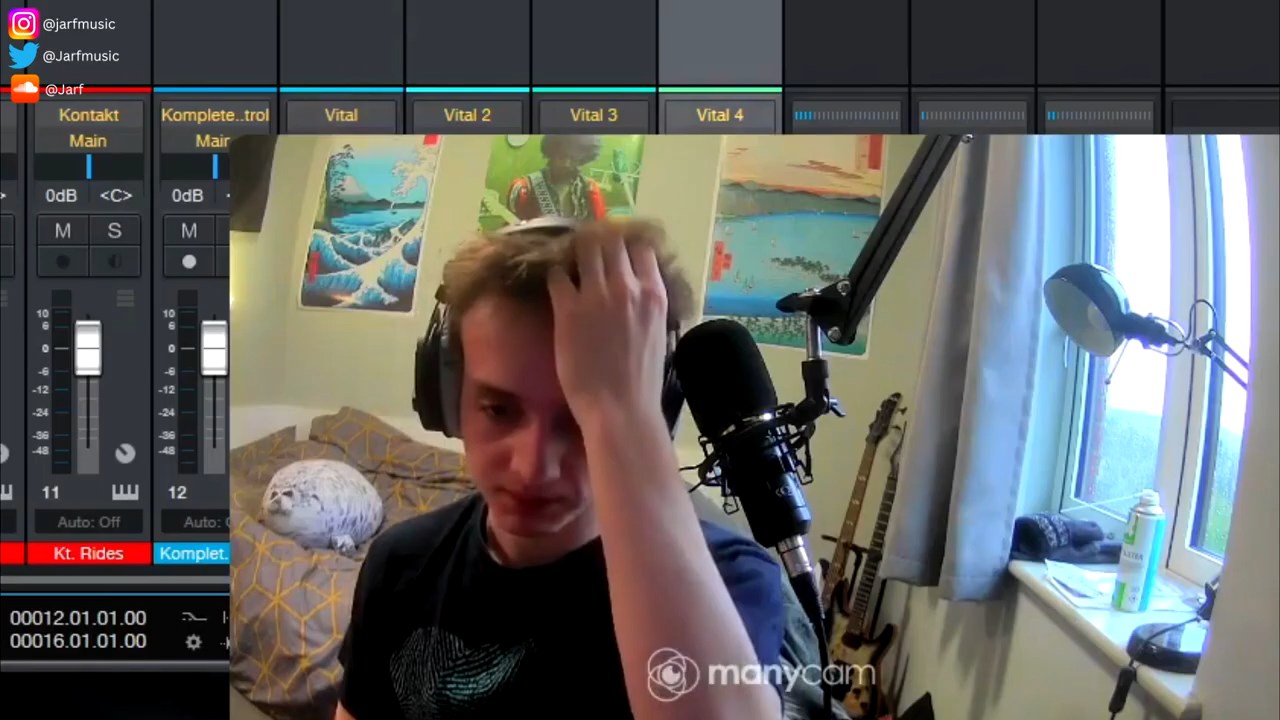 @jarfmusic
@Jarfmusic
@Jarf
Kontakt
Komplete..trol
Vital
Vital 2
Vital 3
Vital 4
Main
Main
0dB
<C>
0dB
M
S
M
10
6
0
-6
-12
-24
-36
-48
10
6
0
-6
-12
-24
-36
-48
11
12
Auto: Off
Auto:
Kt. Rides
Komplet.
00012.01.01.00
00016.01.01.00
manycam